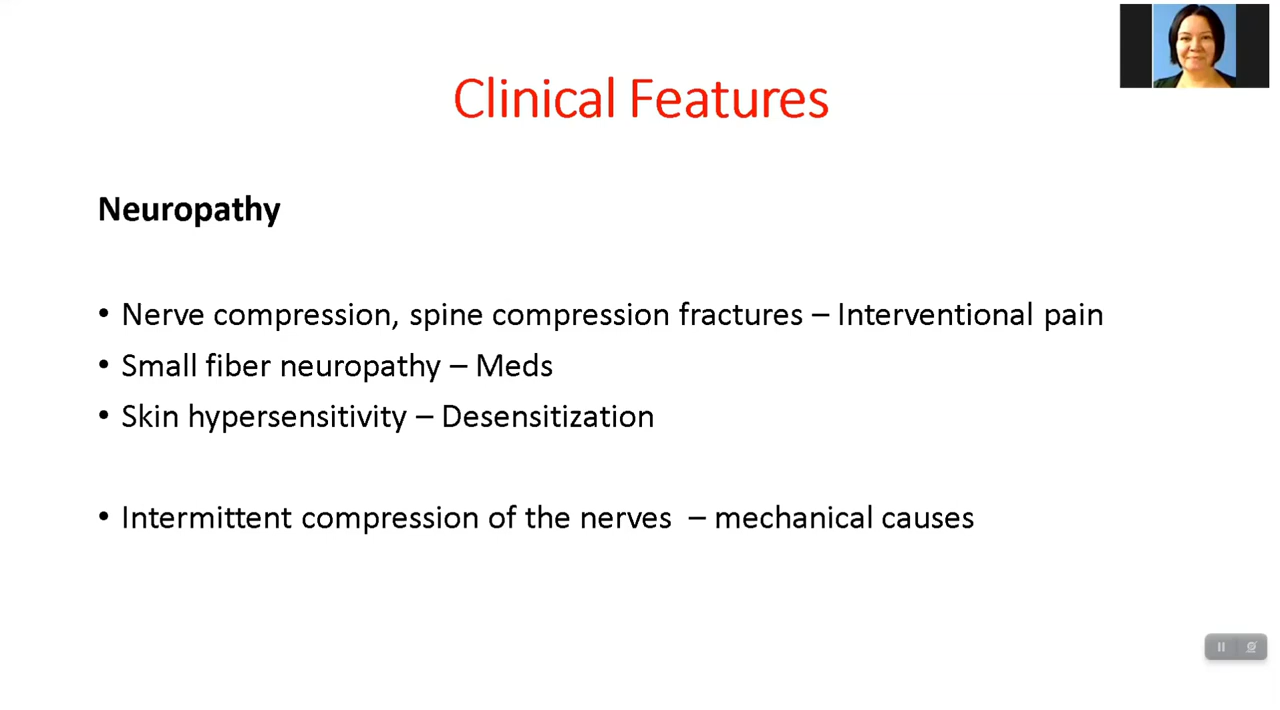 Clinical Features
Neuropathy
• Nerve compression, spine compression fractures – Interventional pain
• Small fiber neuropathy – Meds
• Skin hypersensitivity – Desensitization
• Intermittent compression of the nerves – mechanical causes